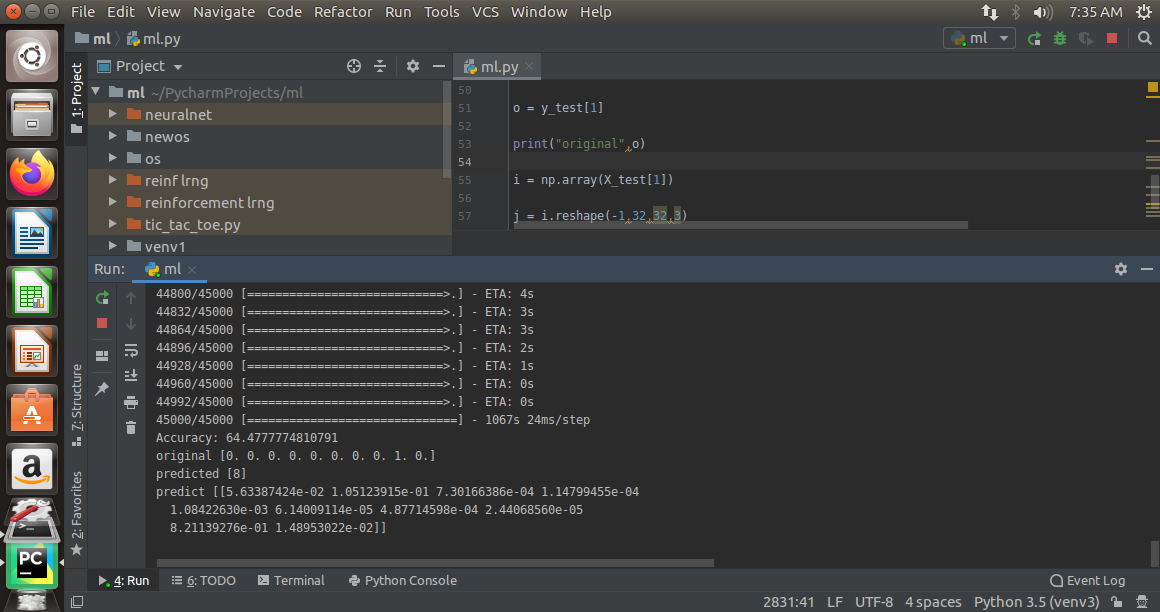 File Edit View Navigate Code Refactor Run Tools VCS Window Help 7:35 AM
ml ml.py ml
1: Project Project ml.py
ml ~/PycharmProjects/ml
neuralnet
newos
os
reinf lrng
reinforcement lrng
tic_tac_toe.py
venv1
50
51 o = y_test[1]
52
53 print("original",o)
54
55 i = np.array(X_test[1])
56
57 j = i.reshape(-1,32,32,3)
Run: ml
44800/45000 [============================>.] - ETA: 4s
44832/45000 [============================>.] - ETA: 3s
44864/45000 [============================>.] - ETA: 3s
44896/45000 [============================>.] - ETA: 2s
44928/45000 [============================>.] - ETA: 1s
44960/45000 [============================>.] - ETA: 0s
44992/45000 [============================>.] - ETA: 0s
45000/45000 [==============================] - 1067s 24ms/step
Accuracy: 64.4777774810791
original [0. 0. 0. 0. 0. 0. 0. 0. 1. 0.]
predicted [8]
predict [[5.63387424e-02 1.05123915e-01 7.30166386e-04 1.14799455e-04
1.08422630e-03 6.14009114e-05 4.87714598e-04 2.44068560e-05
8.21139276e-01 1.48953022e-02]]
7: Structure
2: Favorites
a
PC
4: Run 6: TODO Terminal Python Console Event Log
2831:41 LF UTF-8 4 spaces Python 3.5 (venv3)